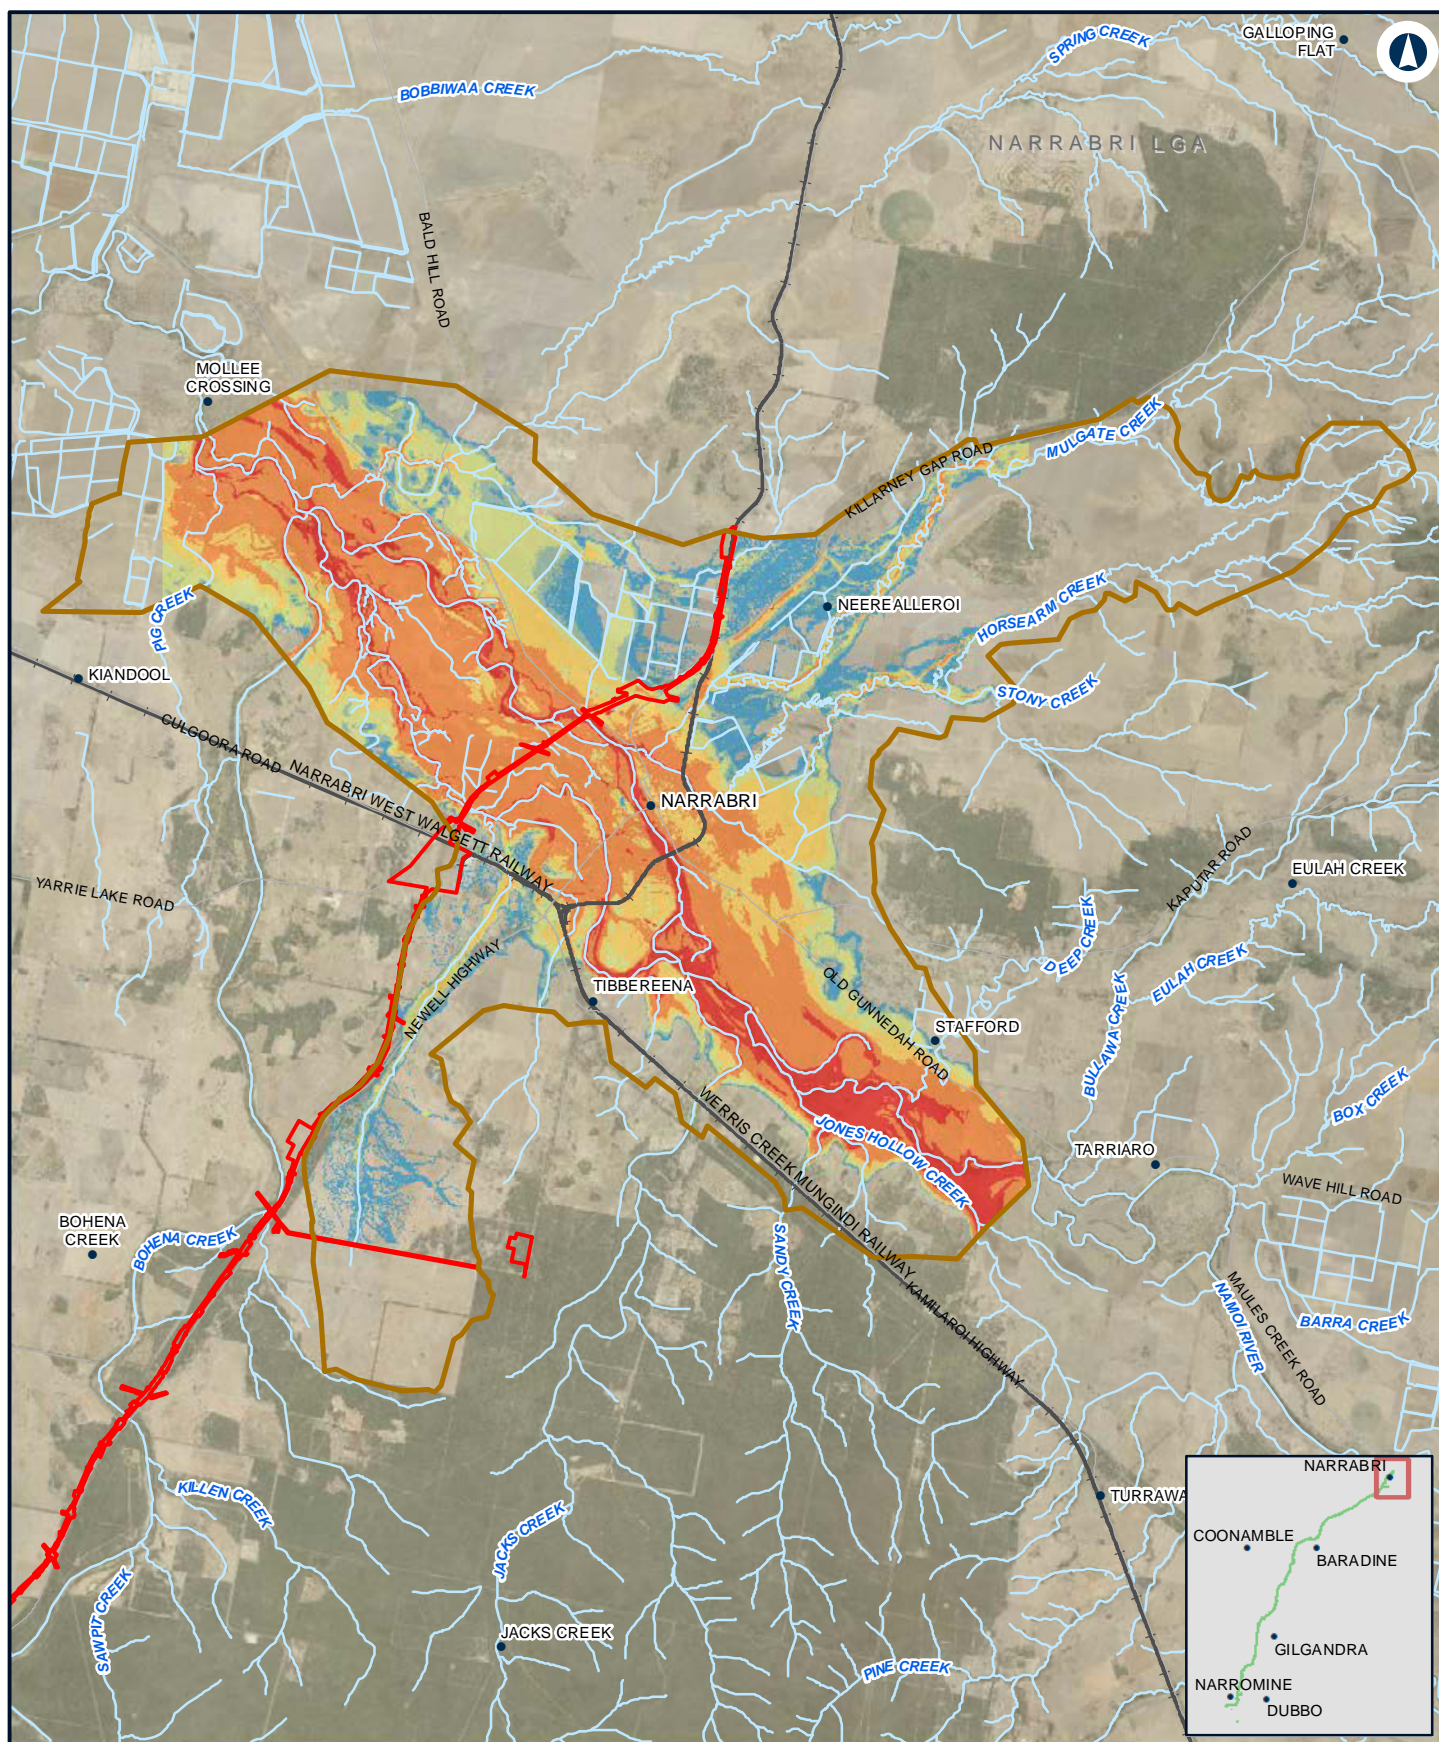 GALLOPING
FLAT
SPRING CREEK
BOBBIWAA CREEK
NARRABRI LGA
BALD HILL ROAD
MOLLEE
CROSSING
MULGATE CREEK
KILLARNEY GAP ROAD
PIG CREEK
NEEREALLEROI
HORSEARM CREEK
KIANDOOL
STONY CREEK
CULGOORA ROAD
NARRABRI WEST WALGETT RAILWAY
NARRABRI
YARRIE LAKE ROAD
KAPUTAR ROAD
EULAH CREEK
DEEP CREEK
EULAH CREEK
NEWELL HIGHWAY
TIBBEREENA
OLD GUNNEDAH ROAD
STAFFORD
BULLAWA CREEK
BOX CREEK
WERRIS CREEK MUNGINDI RAILWAY
JONES HOLLOW CREEK
TARRIARO
WAVE HILL ROAD
BOHENA
CREEK
BOHENA CREEK
SANDY CREEK
KAMILAROI HIGHWAY
NAMOI RIVER
MAULES CREEK ROAD
BARRA CREEK
KILLEN CREEK
JACKS CREEK
TURRAWA
SAWPIT CREEK
JACKS CREEK
PINE CREEK
NARRABRI
COONAMBLE
BARADINE
GILGANDRA
NARROMINE
DUBBO